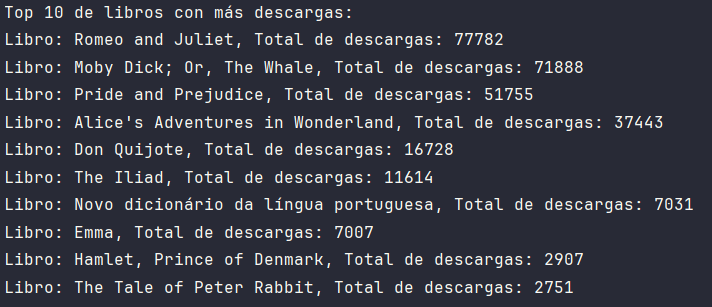 Top 10 de libros con más descargas:
Libro: Romeo and Juliet, Total de descargas: 77782
Libro: Moby Dick; Or, The Whale, Total de descargas: 71888
Libro: Pride and Prejudice, Total de descargas: 51755
Libro: Alice's Adventures in Wonderland, Total de descargas: 37443
Libro: Don Quijote, Total de descargas: 16728
Libro: The Iliad, Total de descargas: 11614
Libro: Novo dicionário da língua portuguesa, Total de descargas: 7031
Libro: Emma, Total de descargas: 7007
Libro: Hamlet, Prince of Denmark, Total de descargas: 2907
Libro: The Tale of Peter Rabbit, Total de descargas: 2751